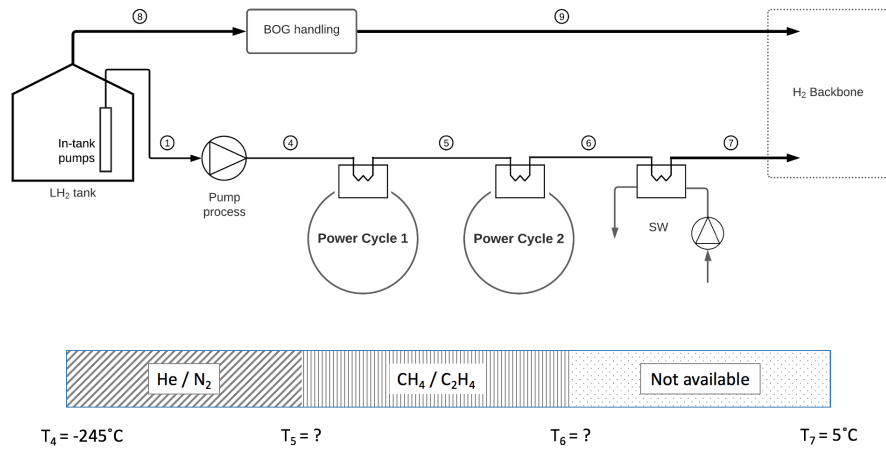 ⑧
BOG handling
⑨
H₂ Backbone
In-tank
pumps
LH₂ tank
①
Pump
process
④
⑤
⑥
⑦
Power Cycle 1
Power Cycle 2
SW
He / N₂
CH₄ / C₂H₄
Not available
T₄ = -245˚C
T₅ = ?
T₆ = ?
T₇ = 5˚C